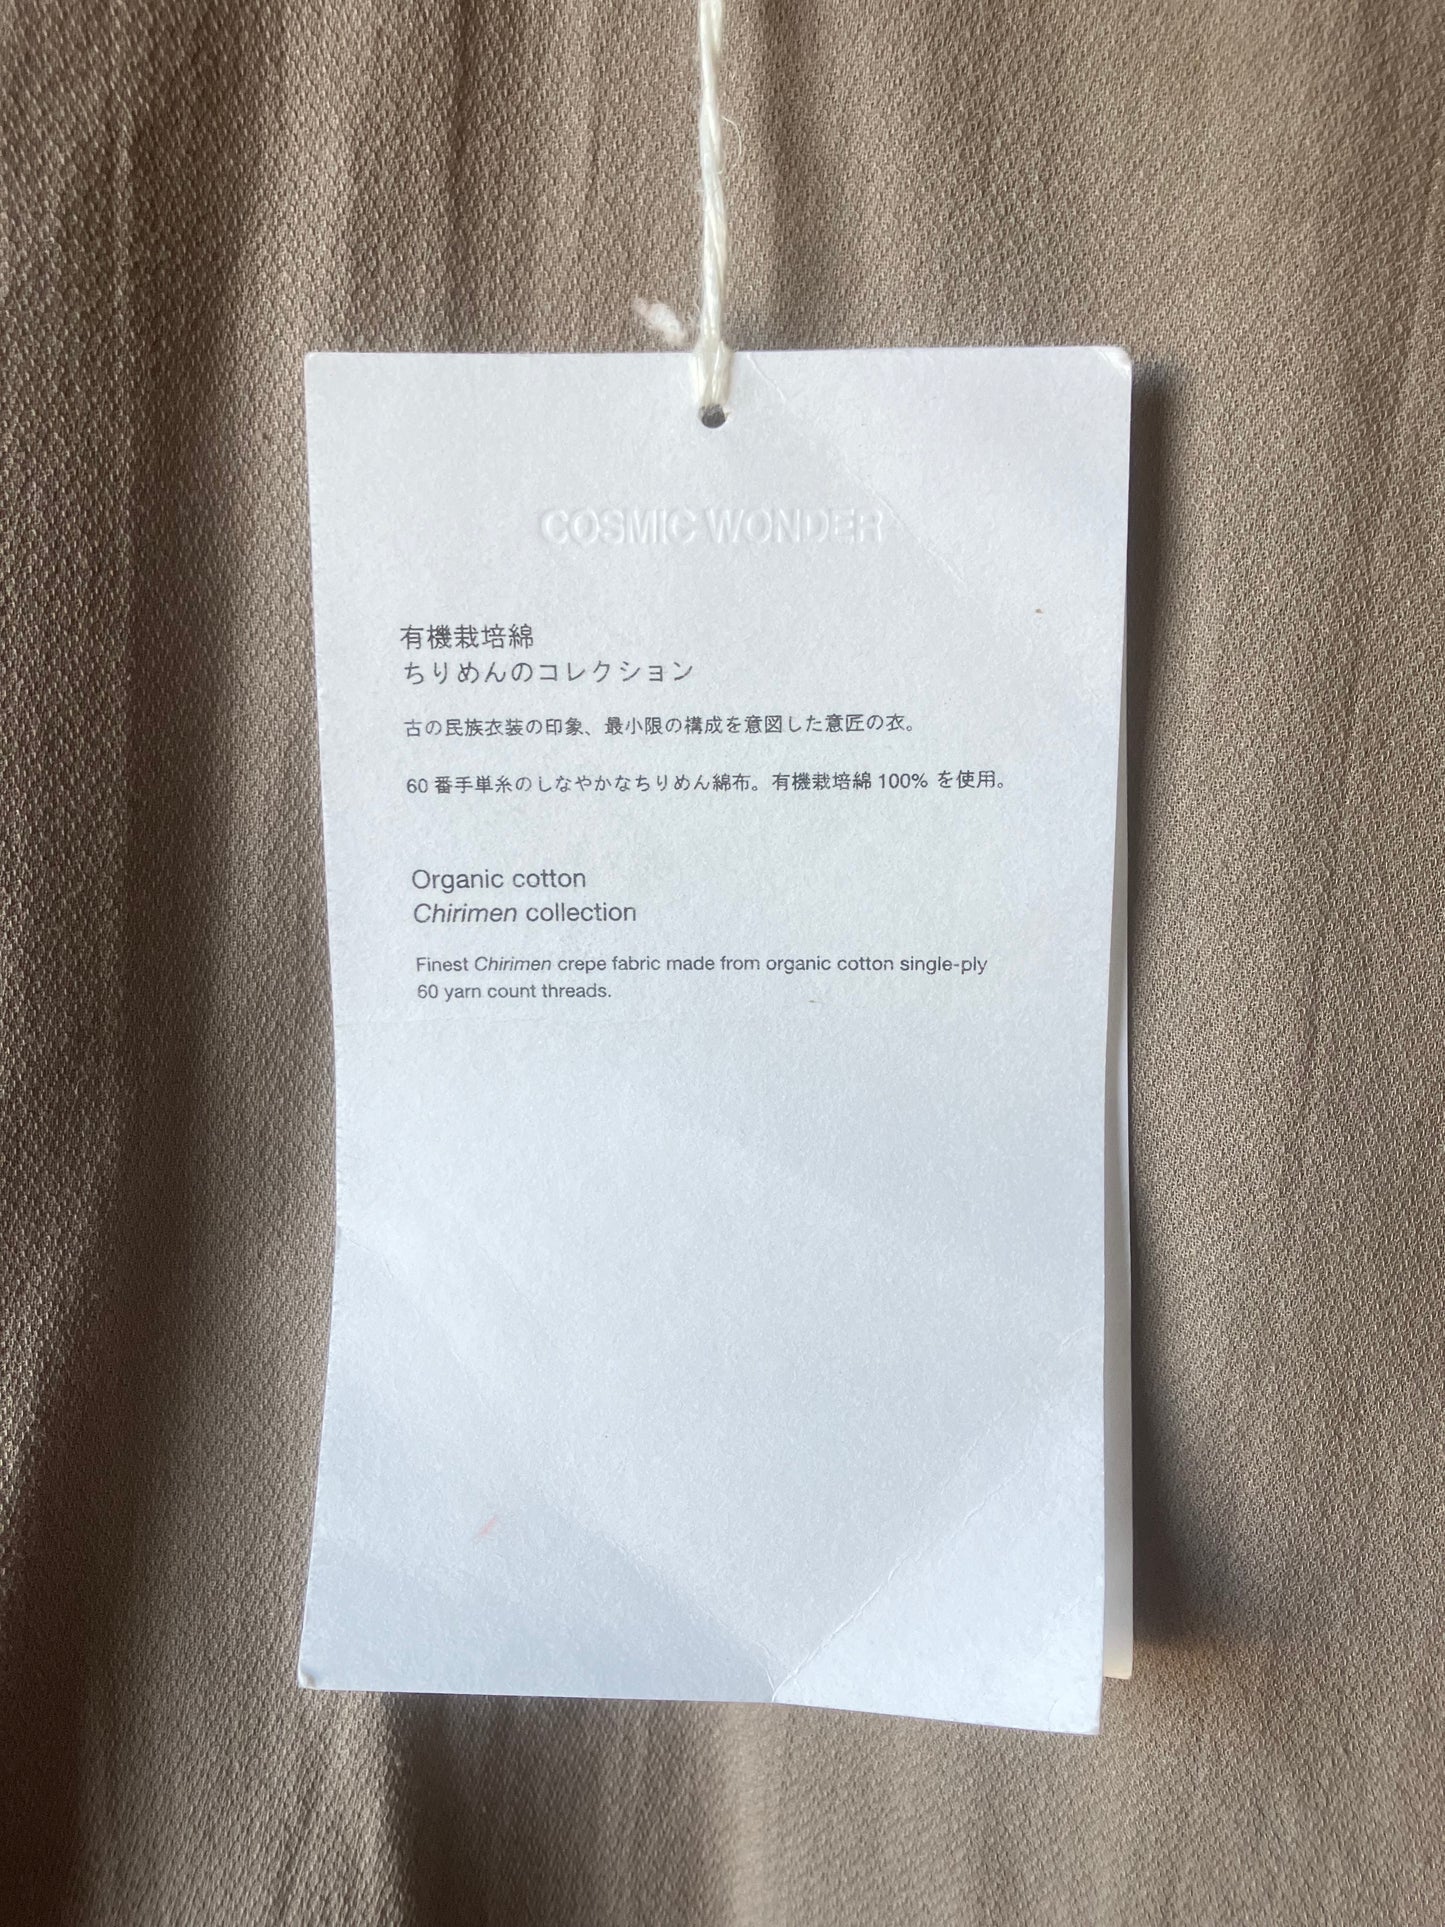 COSMIC WONDER
有機栽培綿
ちりめんのコレクション
古の民族衣装の印象、最小限の構成を意図した意匠の衣。
60 番手単糸のしなやかなちりめん綿布。有機栽培綿 100% を使用。
Organic cotton
Chirimen collection
Finest Chirimen crepe fabric made from organic cotton single-ply
60 yarn count threads.